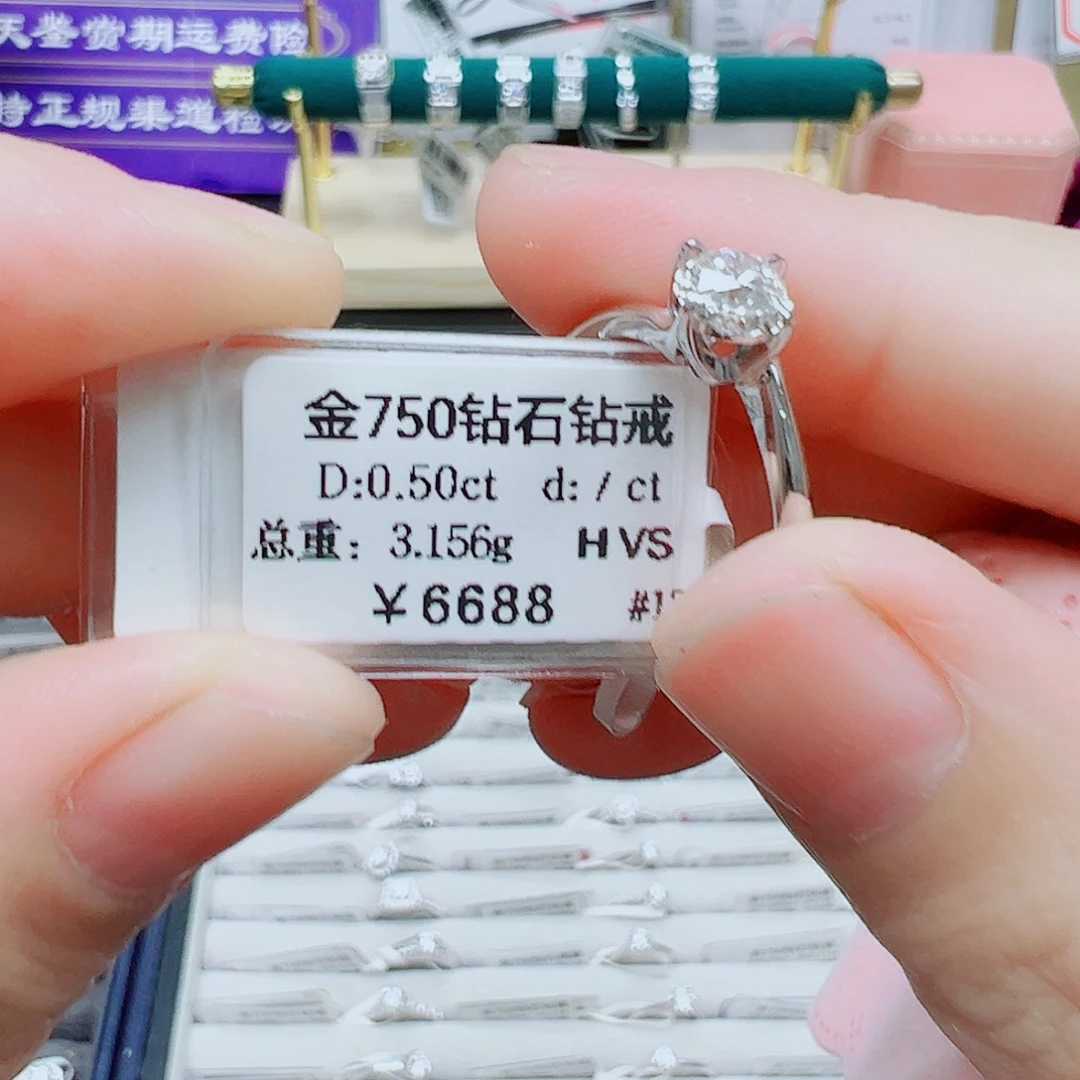 天鉴赏期运费险
持正规渠道检
金750钻石钻戒
D:0.50ct d: / ct
总重: 3.156g H VS
￥6688 #1